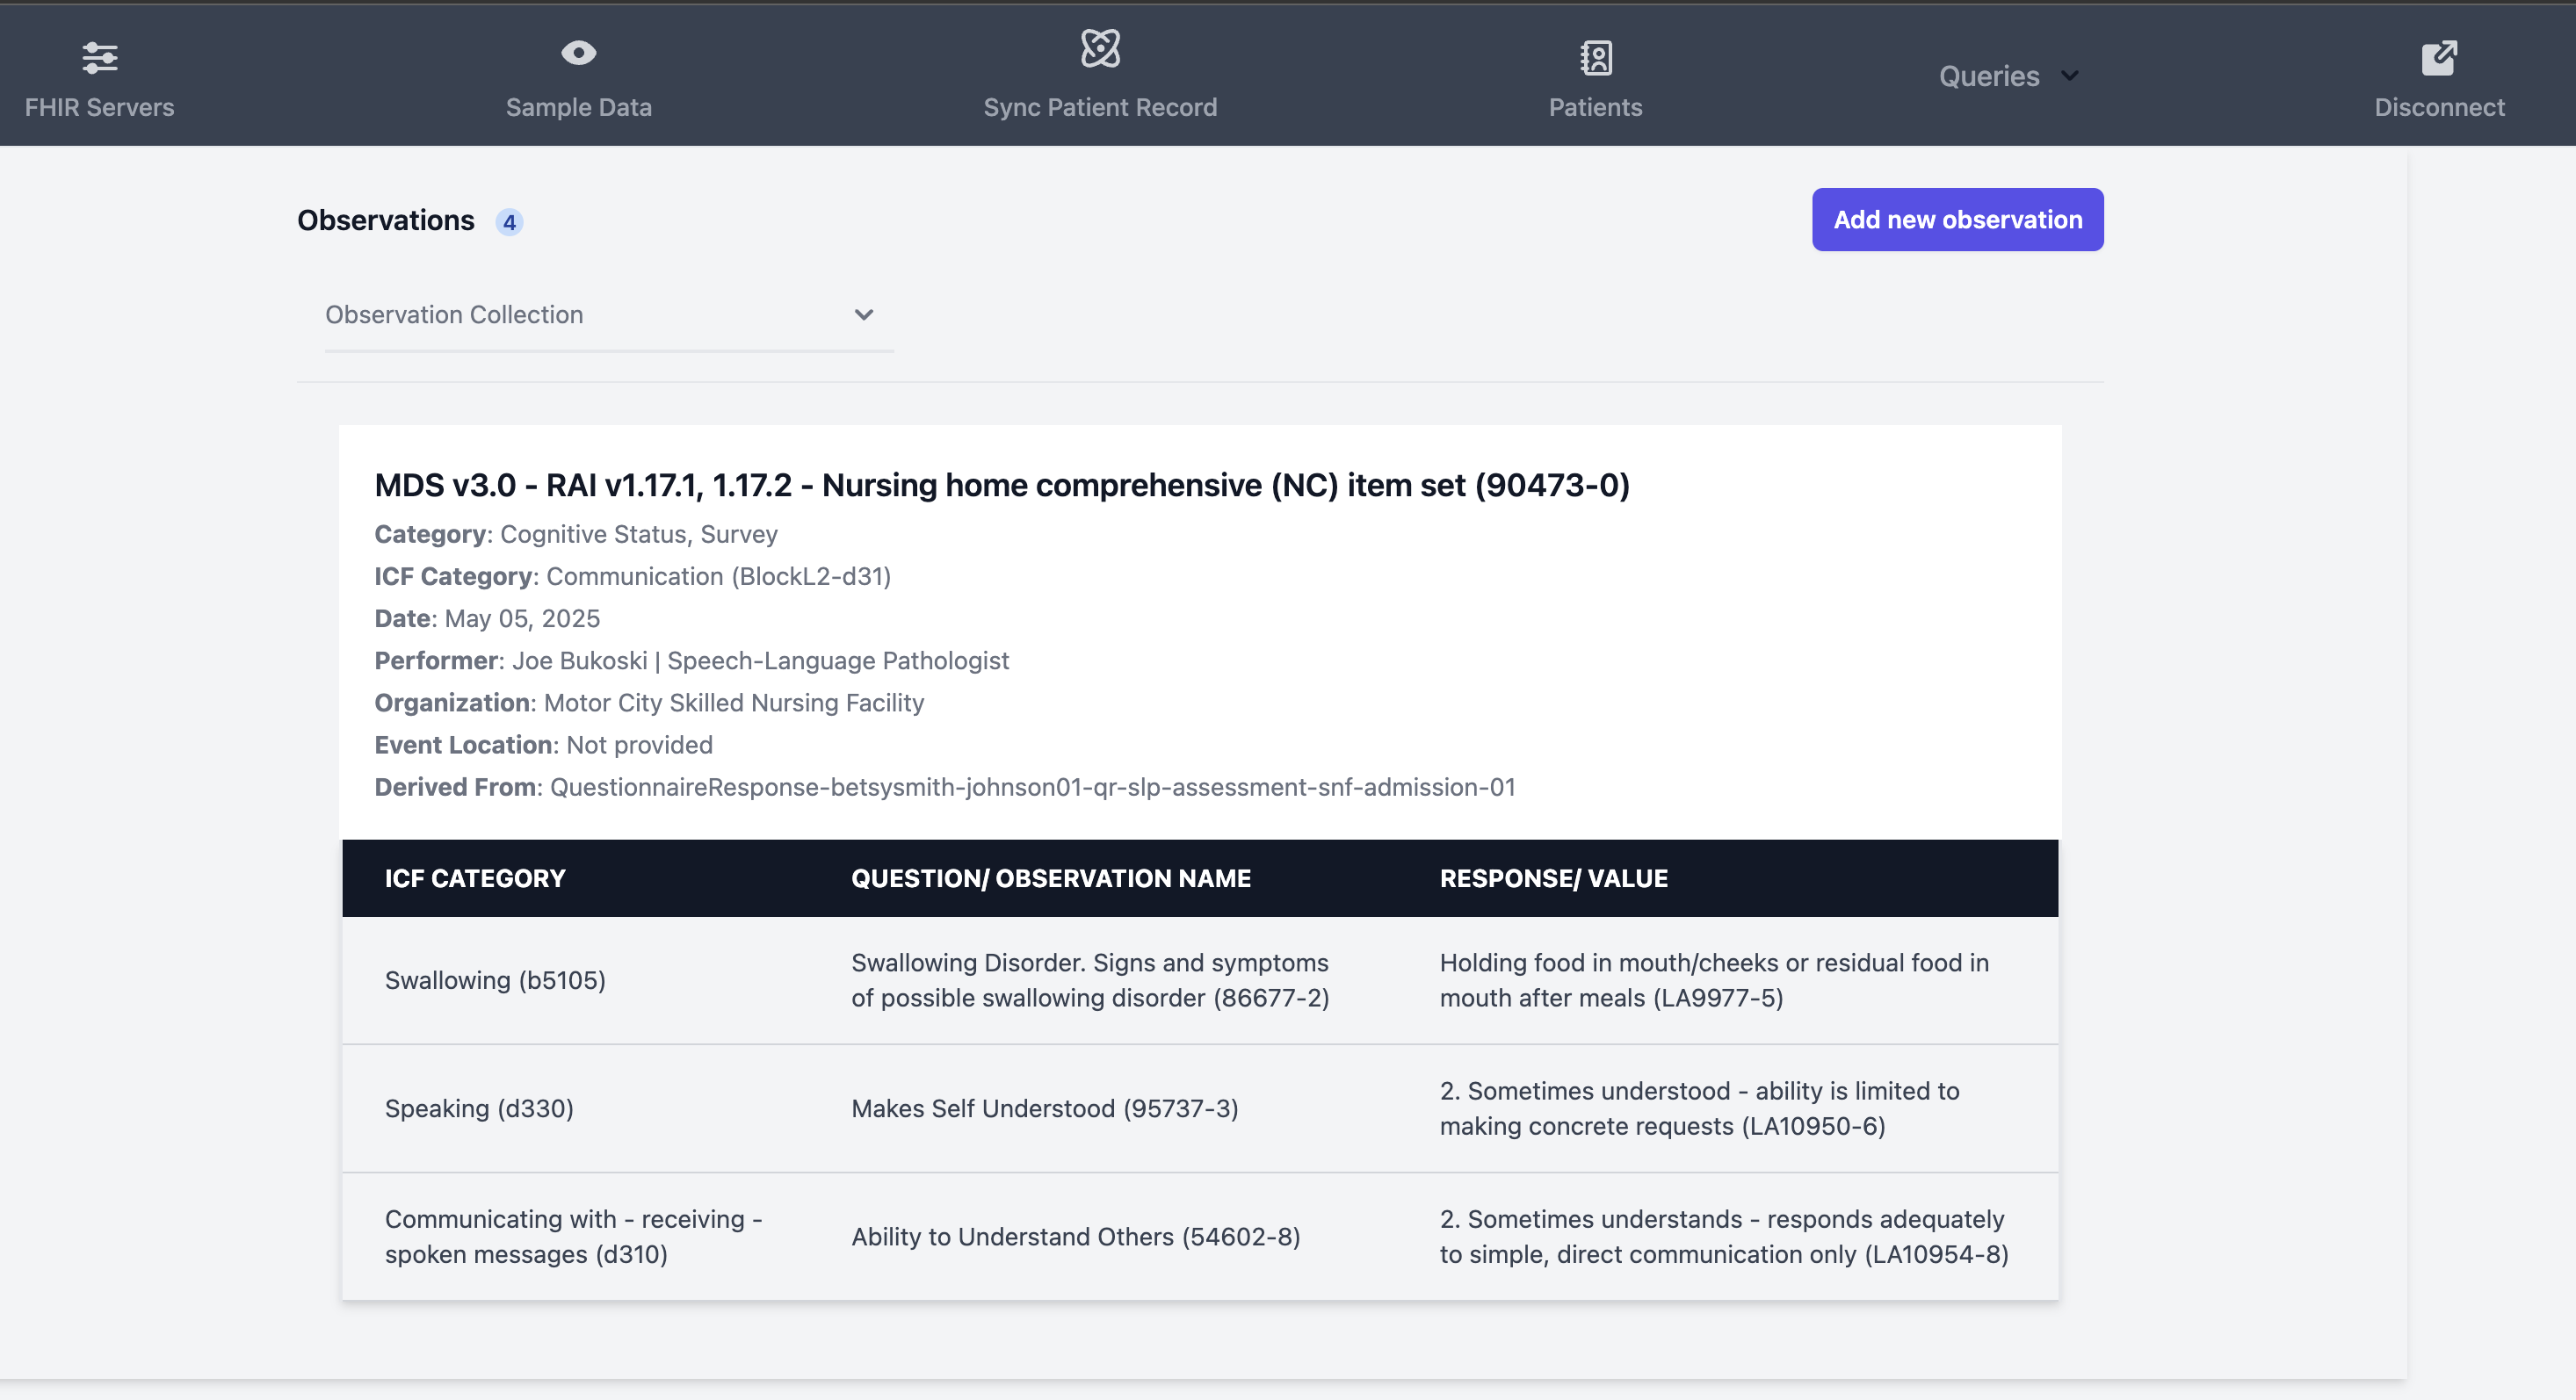 FHIR Servers
Sample Data
Sync Patient Record
Patients
Queries
Disconnect
Observations 4
Add new observation
Observation Collection
MDS v3.0 - RAI v1.17.1, 1.17.2 - Nursing home comprehensive (NC) item set (90473-0)
Category: Cognitive Status, Survey
ICF Category: Communication (BlockL2-d31)
Date: May 05, 2025
Performer: Joe Bukoski | Speech-Language Pathologist
Organization: Motor City Skilled Nursing Facility
Event Location: Not provided
Derived From: QuestionnaireResponse-betsysmith-johnson01-qr-slp-assessment-snf-admission-01
ICF CATEGORY
QUESTION/ OBSERVATION NAME
RESPONSE/ VALUE
Swallowing (b5105)
Swallowing Disorder. Signs and symptoms
of possible swallowing disorder (86677-2)
Holding food in mouth/cheeks or residual food in
mouth after meals (LA9977-5)
Speaking (d330)
Makes Self Understood (95737-3)
2. Sometimes understood - ability is limited to
making concrete requests (LA10950-6)
Communicating with - receiving -
spoken messages (d310)
Ability to Understand Others (54602-8)
2. Sometimes understands - responds adequately
to simple, direct communication only (LA10954-8)